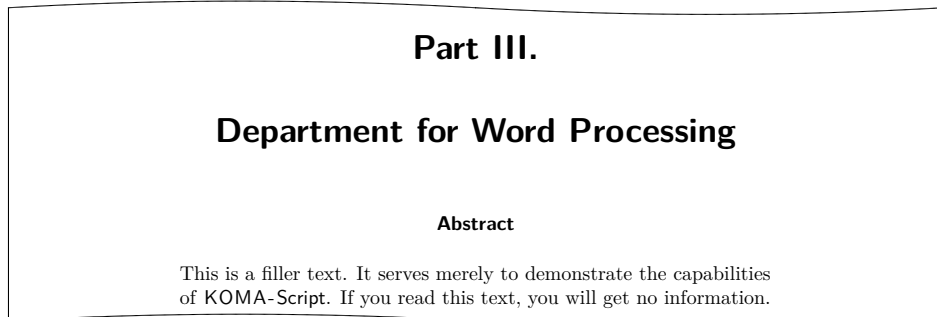 Part III.
Department for Word Processing
Abstract
This is a filler text. It serves merely to demonstrate the capabilities
of KOMA-Script. If you read this text, you will get no information.